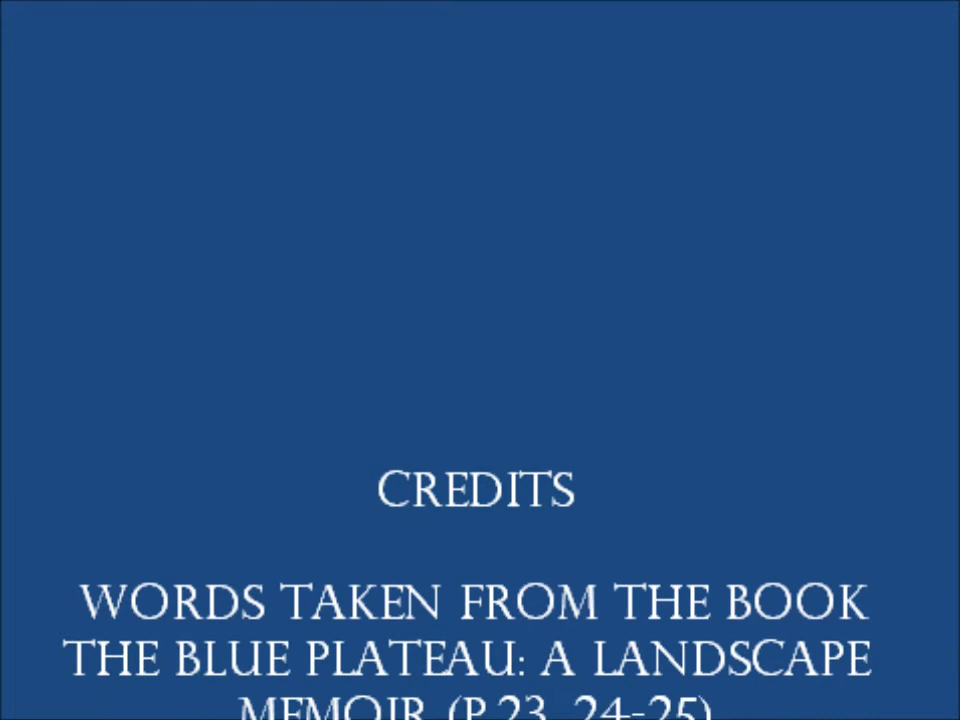 CREDITS
WORDS TAKEN FROM THE BOOK
THE BLUE PLATEAU: A LANDSCAPE
MEMOIR (P.23, 24-25)